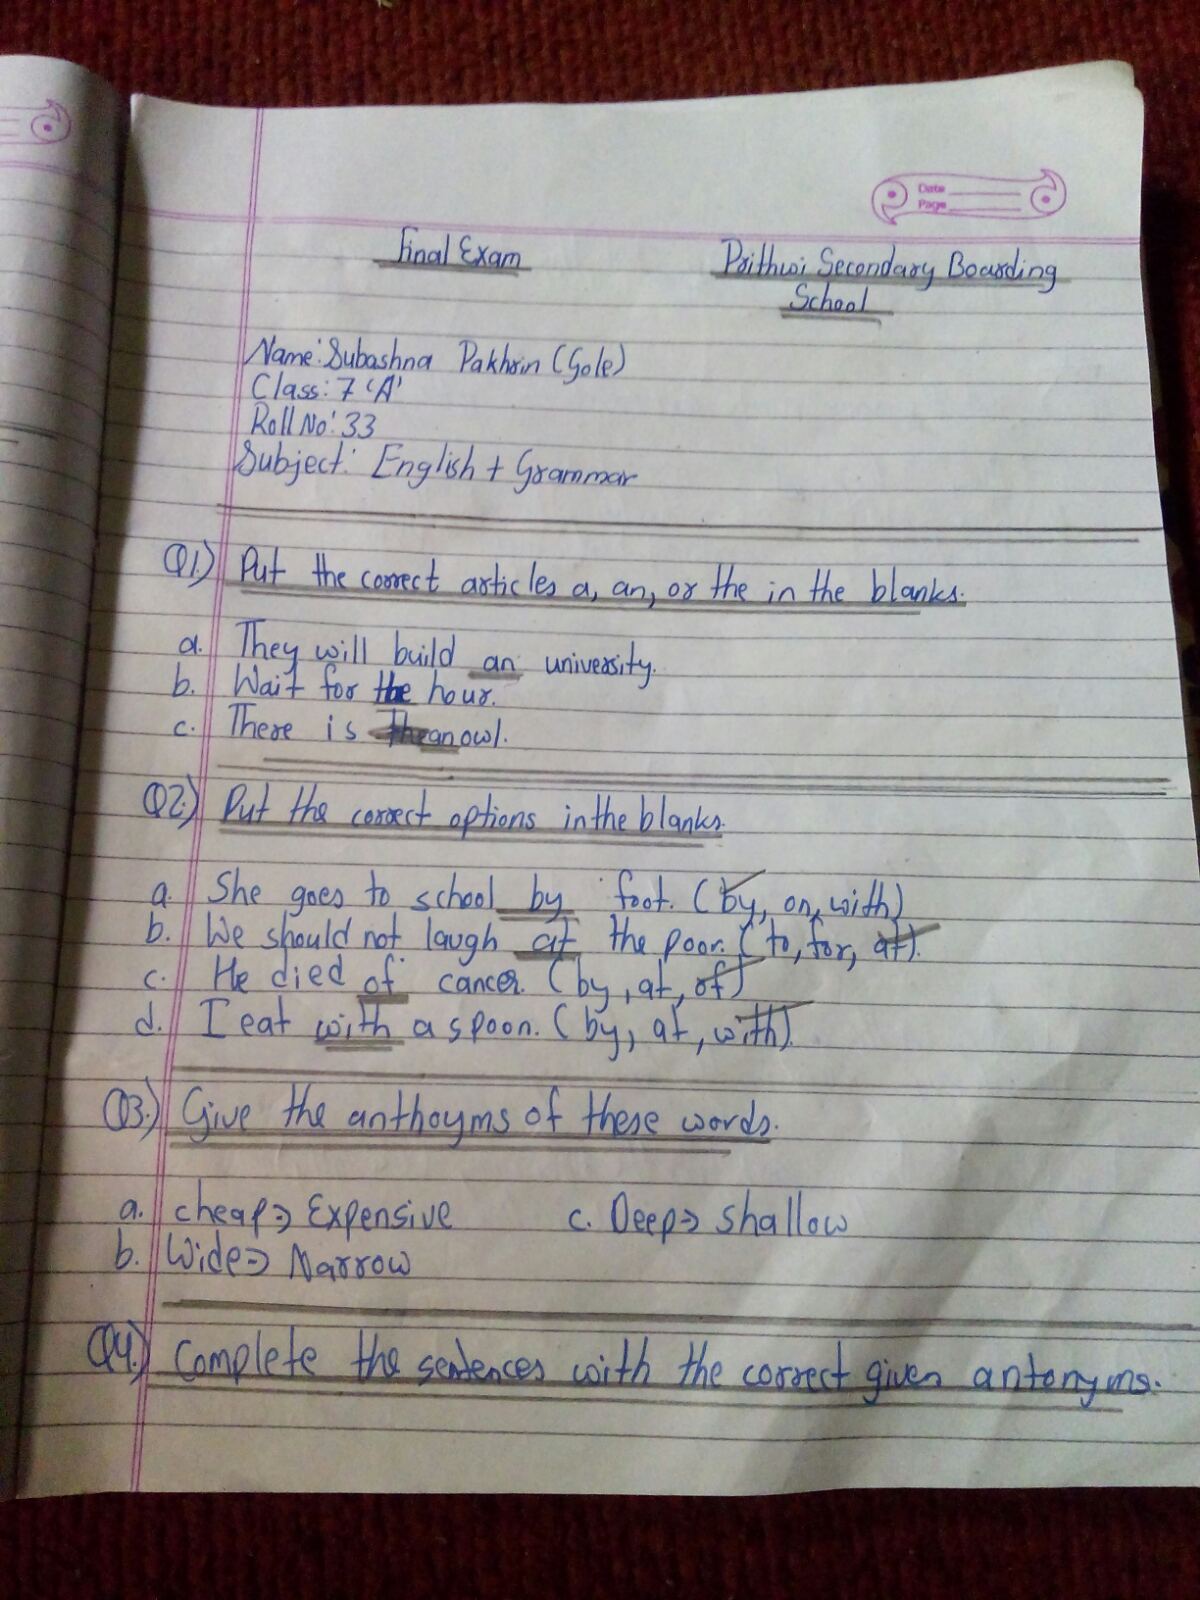 Date
Page
Final Exam
Prithwi Secondary Boarding
School
Name: Subashna Pakhrin (Gole)
Class: 7 'A'
Roll No: 33
Subject: English + Grammar
Q1.) Put the correct articles a, an, or the in the blanks.
a. They will build an university.
b. Wait for the hour.
c. There is an owl.
Q2.) Put the correct options in the blanks.
a. She goes to school by foot. (by, on, with)
b. We should not laugh at the poor. (to, for, at).
c. He died of cancer. (by, at, of)
d. I eat with a spoon. (by, at, with).
Q3.) Give the anthoyms of these words.
a. cheap => Expensive c. Deep => Shallow
b. Wide => Narrow
Q4.) Complete the sentences with the correct given antonyms.